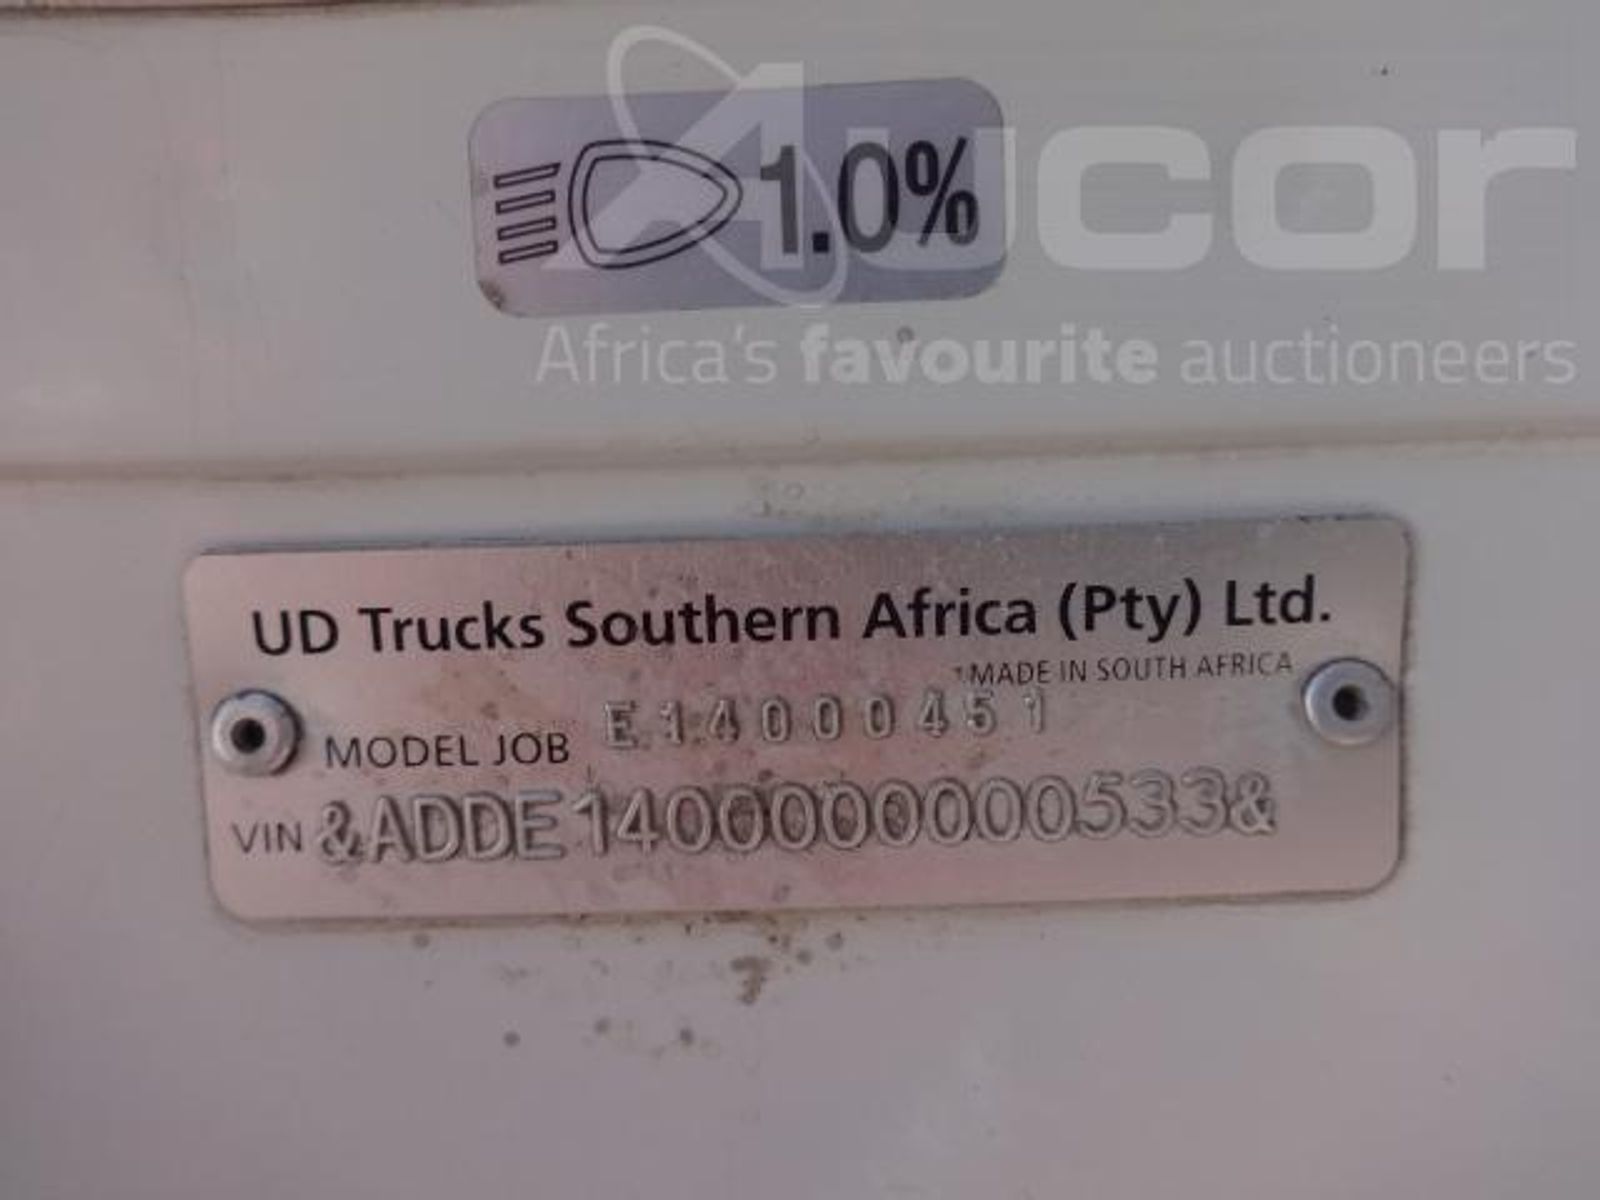 Aucor
1.0%
Africa's favourite auctioneers
UD Trucks Southern Africa (Pty) Ltd.
MADE IN SOUTH AFRICA
MODEL JOB E14000451
VIN &ADDE1400000000533&